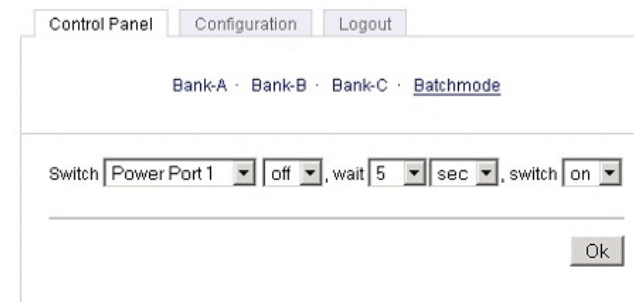 Control Panel Configuration Logout
Bank-A · Bank-B · Bank-C · Batchmode
Switch Power Port 1 off , wait 5 sec , switch on
Ok